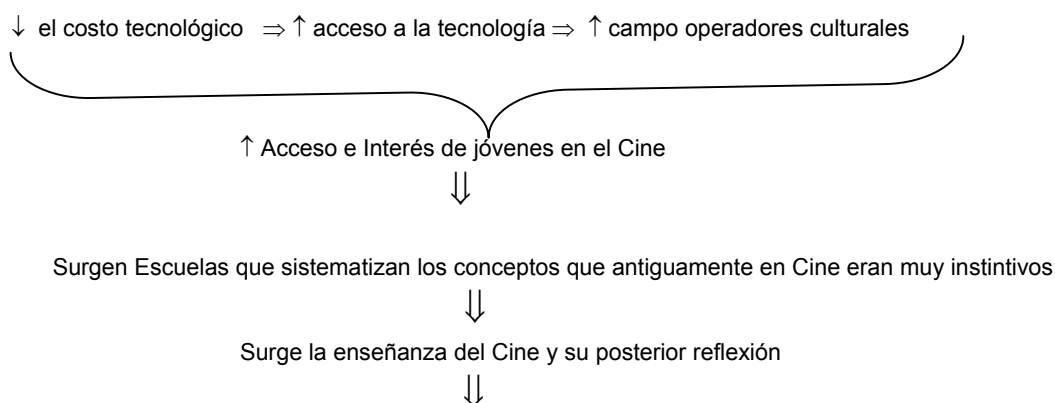 ↓ el costo tecnológico ⇒ ↑ acceso a la tecnología ⇒ ↑ campo operadores culturales
↑ Acceso e Interés de jóvenes en el Cine
⇓
Surgen Escuelas que sistematizan los conceptos que antiguamente en Cine eran muy instintivos
⇓
Surge la enseñanza del Cine y su posterior reflexión
⇓